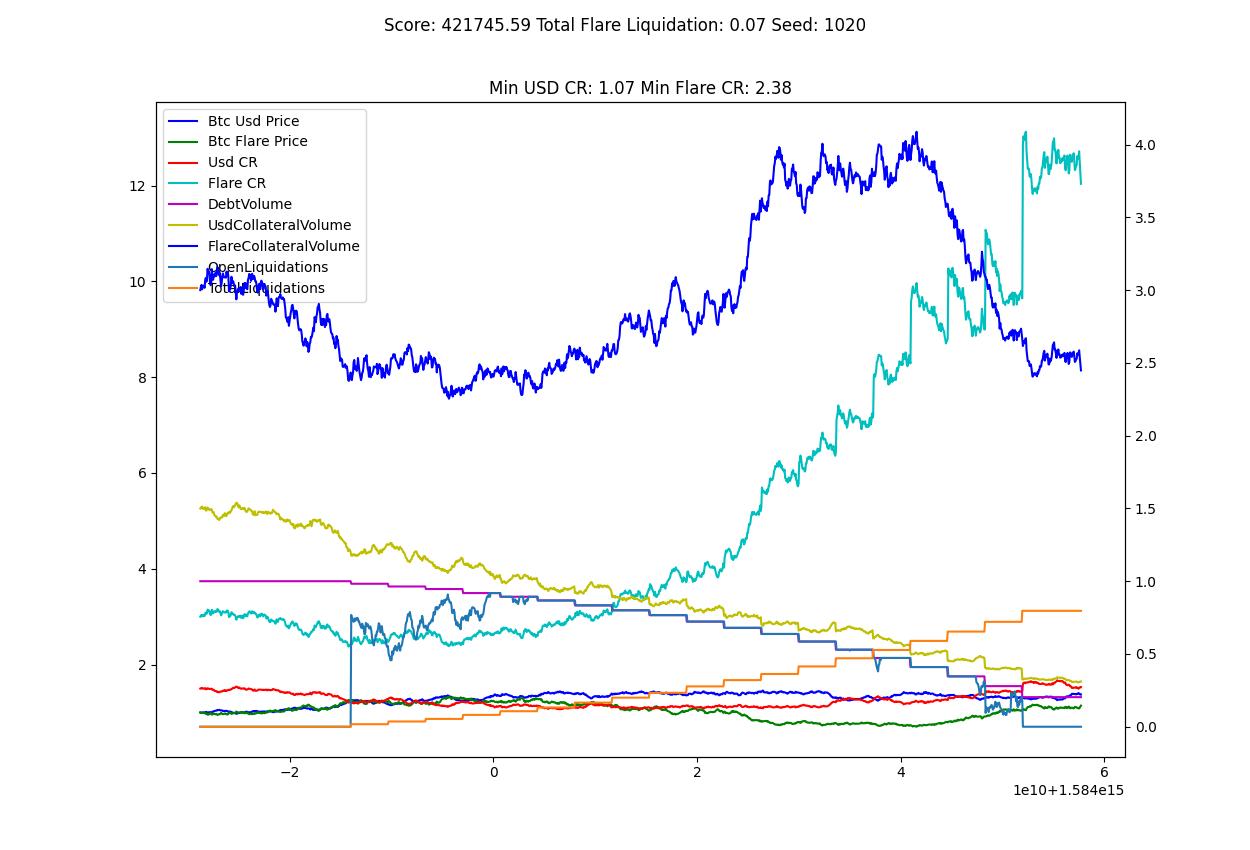 Score: 421745.59 Total Flare Liquidation: 0.07 Seed: 1020
Min USD CR: 1.07 Min Flare CR: 2.38
Btc Usd Price
Btc Flare Price
Usd CR
Flare CR
DebtVolume
UsdCollateralVolume
FlareCollateralVolume
OpenLiquidations
TotalLiquidations
12
10
8
6
4
2
4.0
3.5
3.0
2.5
2.0
1.5
1.0
0.5
0.0
−2
0
2
4
6
1e10+1.584e15